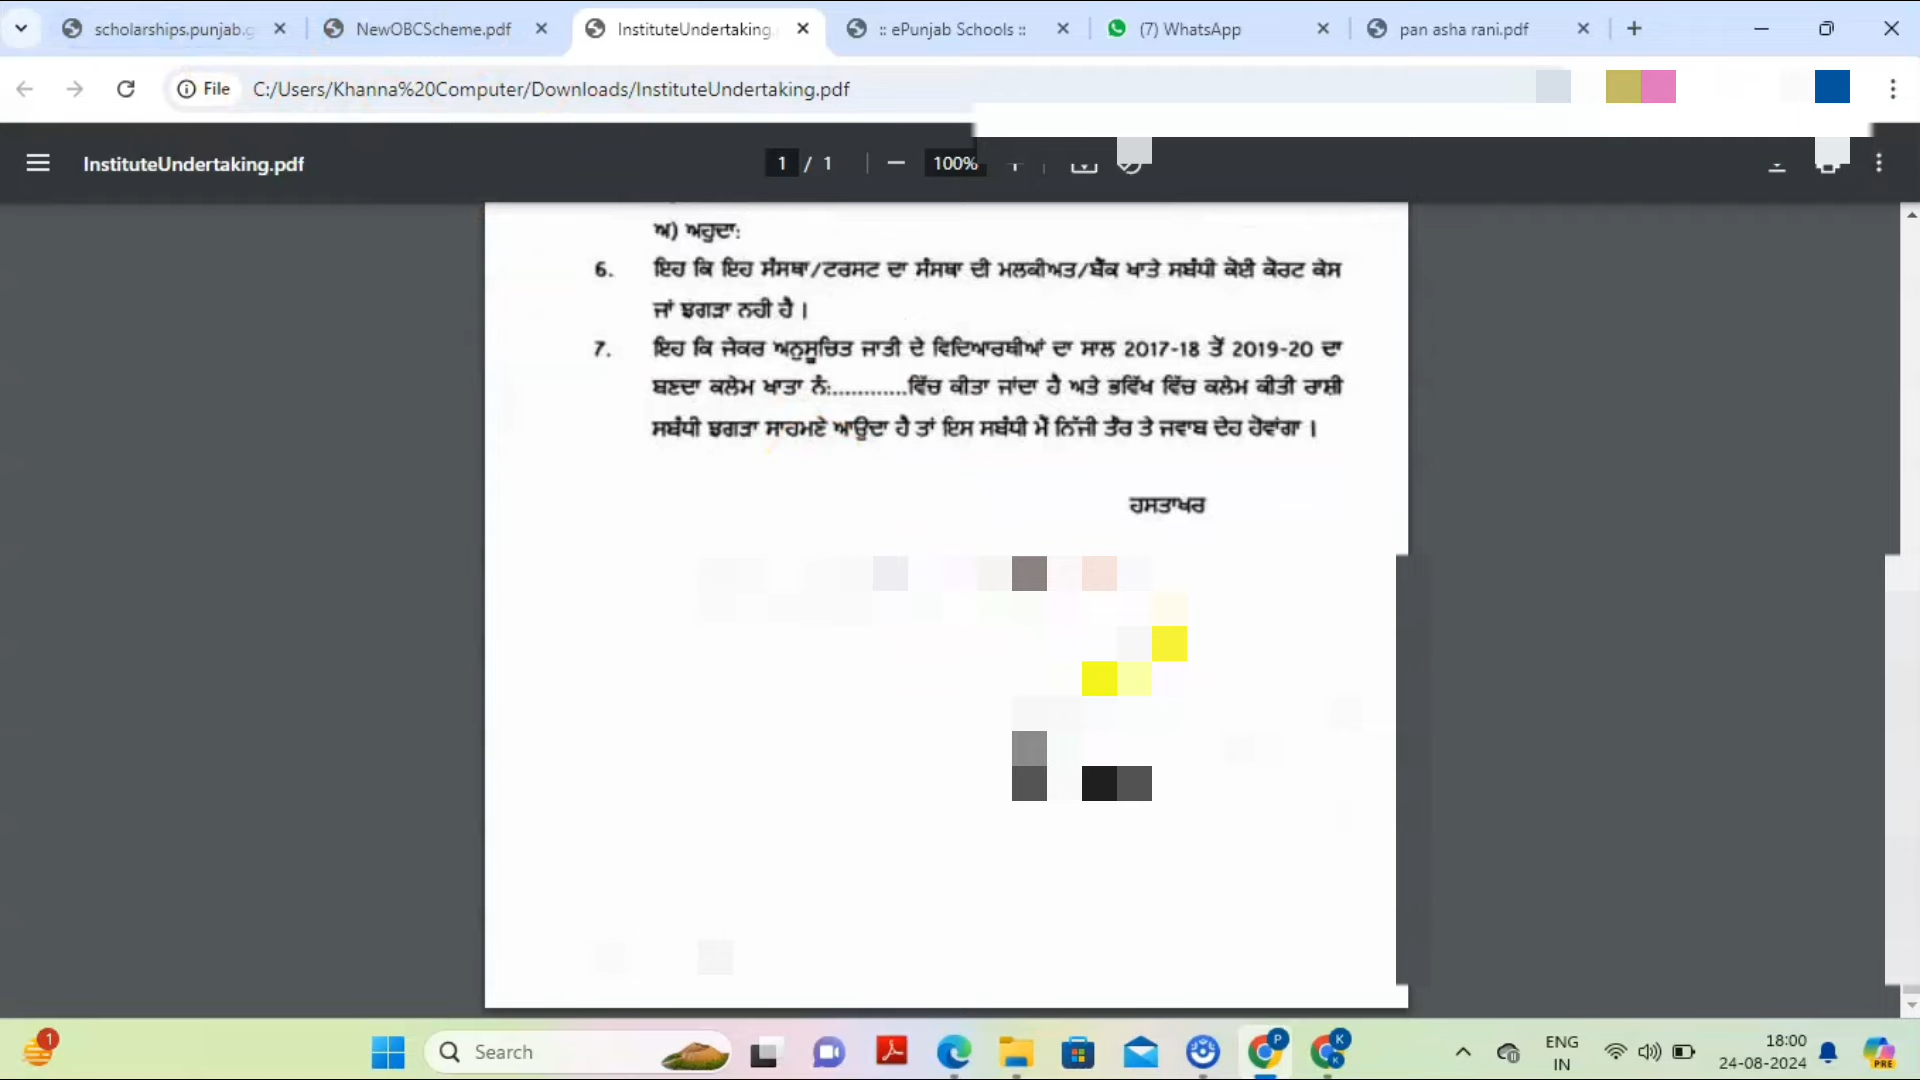 scholarships.punjab.g
NewOBCScheme.pdf
InstituteUndertaking.
:: ePunjab Schools ::
(7) WhatsApp
pan asha rani.pdf
File
C:/Users/Khanna%20Computer/Downloads/InstituteUndertaking.pdf
InstituteUndertaking.pdf
1 / 1
100%
ਅ) ਅਹੁਦਾ:
6. ਇਹ ਕਿ ਇਹ ਸੰਸਥਾ/ਟਰਸਟ ਦਾ ਸੰਸਥਾ ਦੀ ਮਲਕੀਅਤ/ਬੈਂਕ ਖਾਤੇ ਸਬੰਧੀ ਕੋਈ ਕੋਰਟ ਕੇਸ
ਜਾਂ ਝਗੜਾ ਨਹੀ ਹੈ ।
7. ਇਹ ਕਿ ਜੇਕਰ ਅਨੁਸੂਚਿਤ ਜਾਤੀ ਦੇ ਵਿਦਿਆਰਥੀਆਂ ਦਾ ਸਾਲ 2017-18 ਤੋਂ 2019-20 ਦਾ
ਬਣਦਾ ਕਲੇਮ ਖਾਤਾ ਨੰ:............ਵਿੱਚ ਕੀਤਾ ਜਾਂਦਾ ਹੈ ਅਤੇ ਭਵਿੱਖ ਵਿੱਚ ਕਲੇਮ ਕੀਤੀ ਰਾਸ਼ੀ
ਸਬੰਧੀ ਝਗੜਾ ਸਾਹਮਣੇ ਆਉਂਦਾ ਹੈ ਤਾਂ ਇਸ ਸਬੰਧੀ ਮੈਂ ਨਿੱਜੀ ਤੌਰ ਤੇ ਜਵਾਬ ਦੇਹ ਹੋਵਾਂਗਾ ।
ਹਸਤਾਖਰ
1
Search
P
K
K
ENG
IN
18:00
24-08-2024
PRE